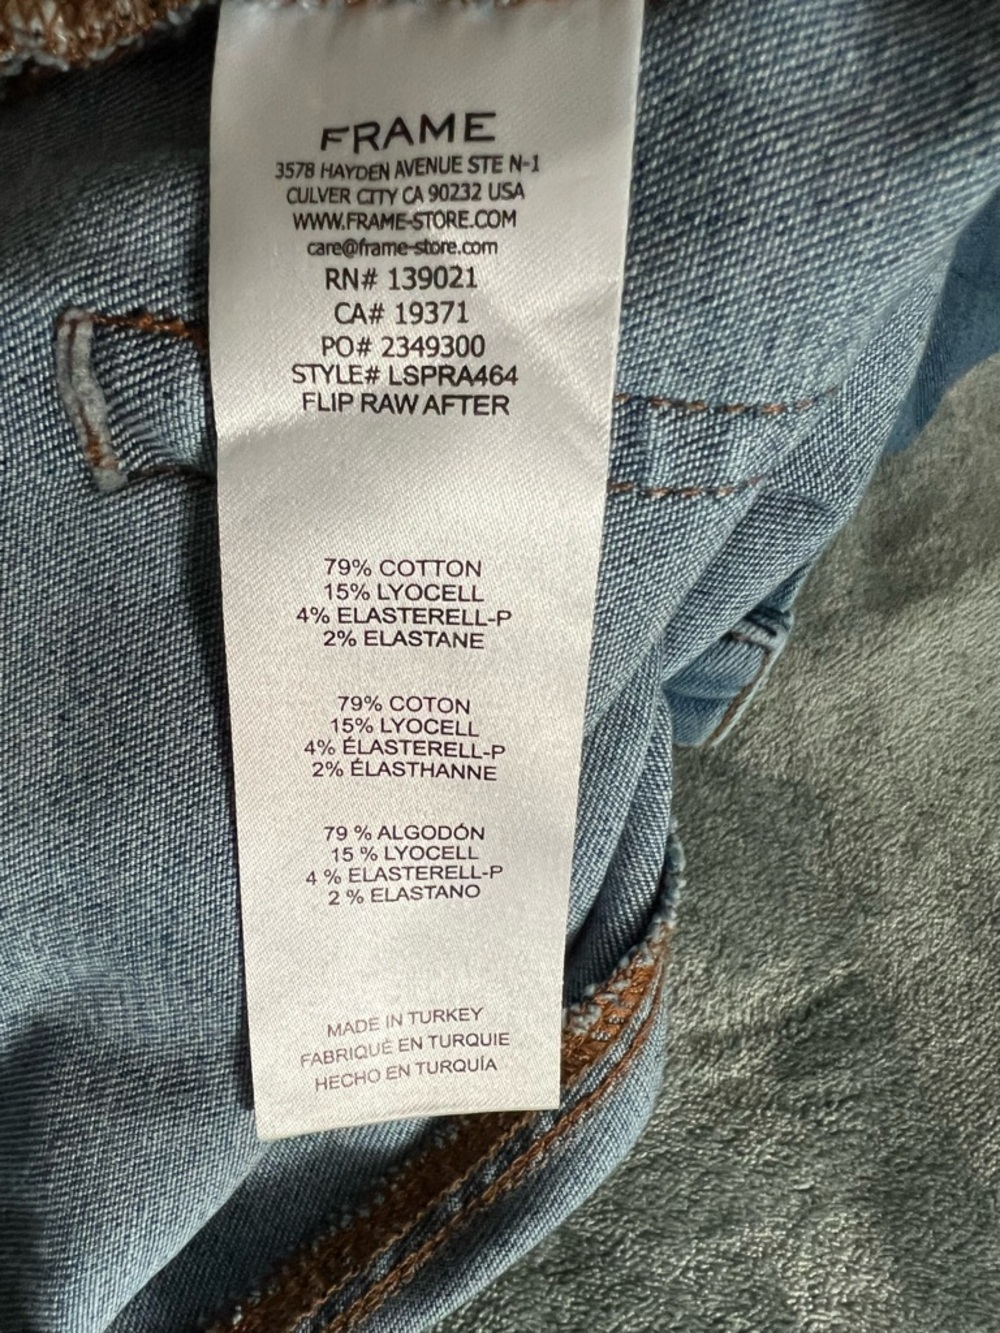 FRAME
3578 HAYDEN AVENUE STE N-1
CULVER CITY CA 90232 USA
WWW.FRAME-STORE.COM
care@frame-store.com
RN# 139021
CA# 19371
PO# 2349300
STYLE# LSPRA464
FLIP RAW AFTER
79% COTTON
15% LYOCELL
4% ELASTERELL-P
2% ELASTANE
79% COTON
15% LYOCELL
4% ÉLASTERELL-P
2% ÉLASTHANNE
79 % ALGODÓN
15 % LYOCELL
4 % ELASTERELL-P
2 % ELASTANO
MADE IN TURKEY
FABRIQUÉ EN TURQUIE
HECHO EN TURQUÍA